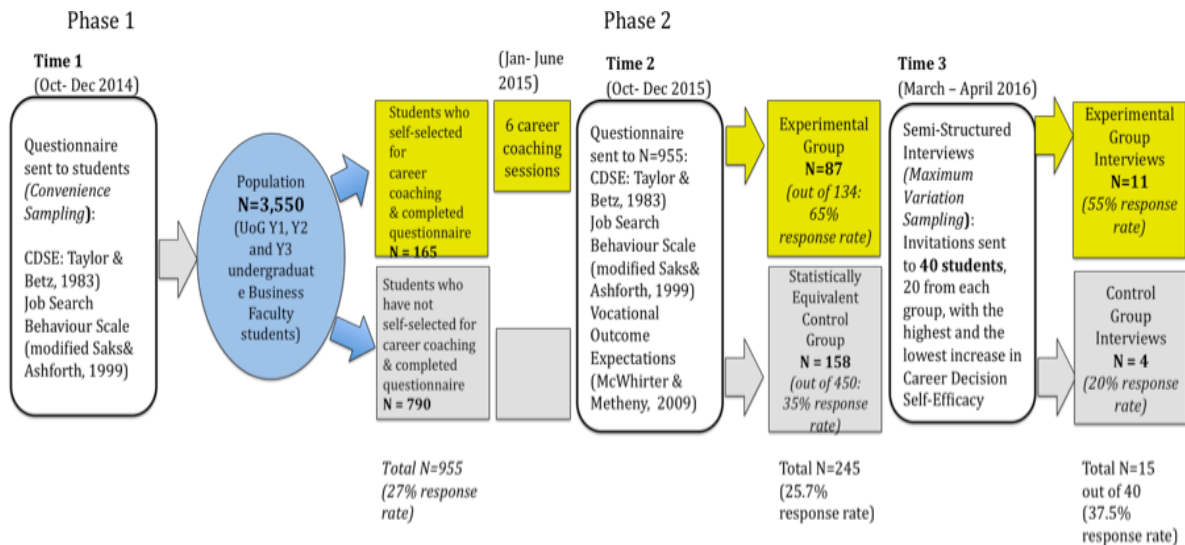 Phase 1
Phase 2
Time 1
(Oct- Dec 2014)
Questionnaire
sent to students
(Convenience
Sampling):
CDSE: Taylor &
Betz, 1983)
Job Search
Behaviour Scale
(modified Saks&
Ashforth, 1999)
Population
N=3,550
(UoG Y1, Y2
and Y3
undergraduat
e Business
Faculty
students)
Students who
self-selected
for
career
coaching
& completed
questionnaire
N = 165
Students who
have not
self-selected for
career coaching
& completed
questionnaire
N = 790
Total N=955
(27% response
rate)
(Jan- June
2015)
6 career
coaching
sessions
Time 2
(Oct- Dec 2015)
Questionnaire
sent to N=955:
CDSE: Taylor &
Betz, 1983)
Job Search
Behaviour Scale
(modified Saks&
Ashforth, 1999)
Vocational
Outcome
Expectations
(McWhirter &
Metheny, 2009)
Experimental
Group
N=87
(out of 134:
65%
response rate)
Statistically
Equivalent
Control
Group
N = 158
(out of 450:
35% response
rate)
Total N=245
(25.7%
response rate)
Time 3
(March – April 2016)
Semi-Structured
Interviews
(Maximum
Variation
Sampling):
Invitations sent
to 40 students,
20 from each
group, with the
highest and the
lowest increase in
Career Decision
Self-Efficacy
Experimental
Group
Interviews
N=11
(55% response
rate)
Control
Group
Interviews
N = 4
(20% response
rate)
Total N=15
out of 40
(37.5%
response rate)